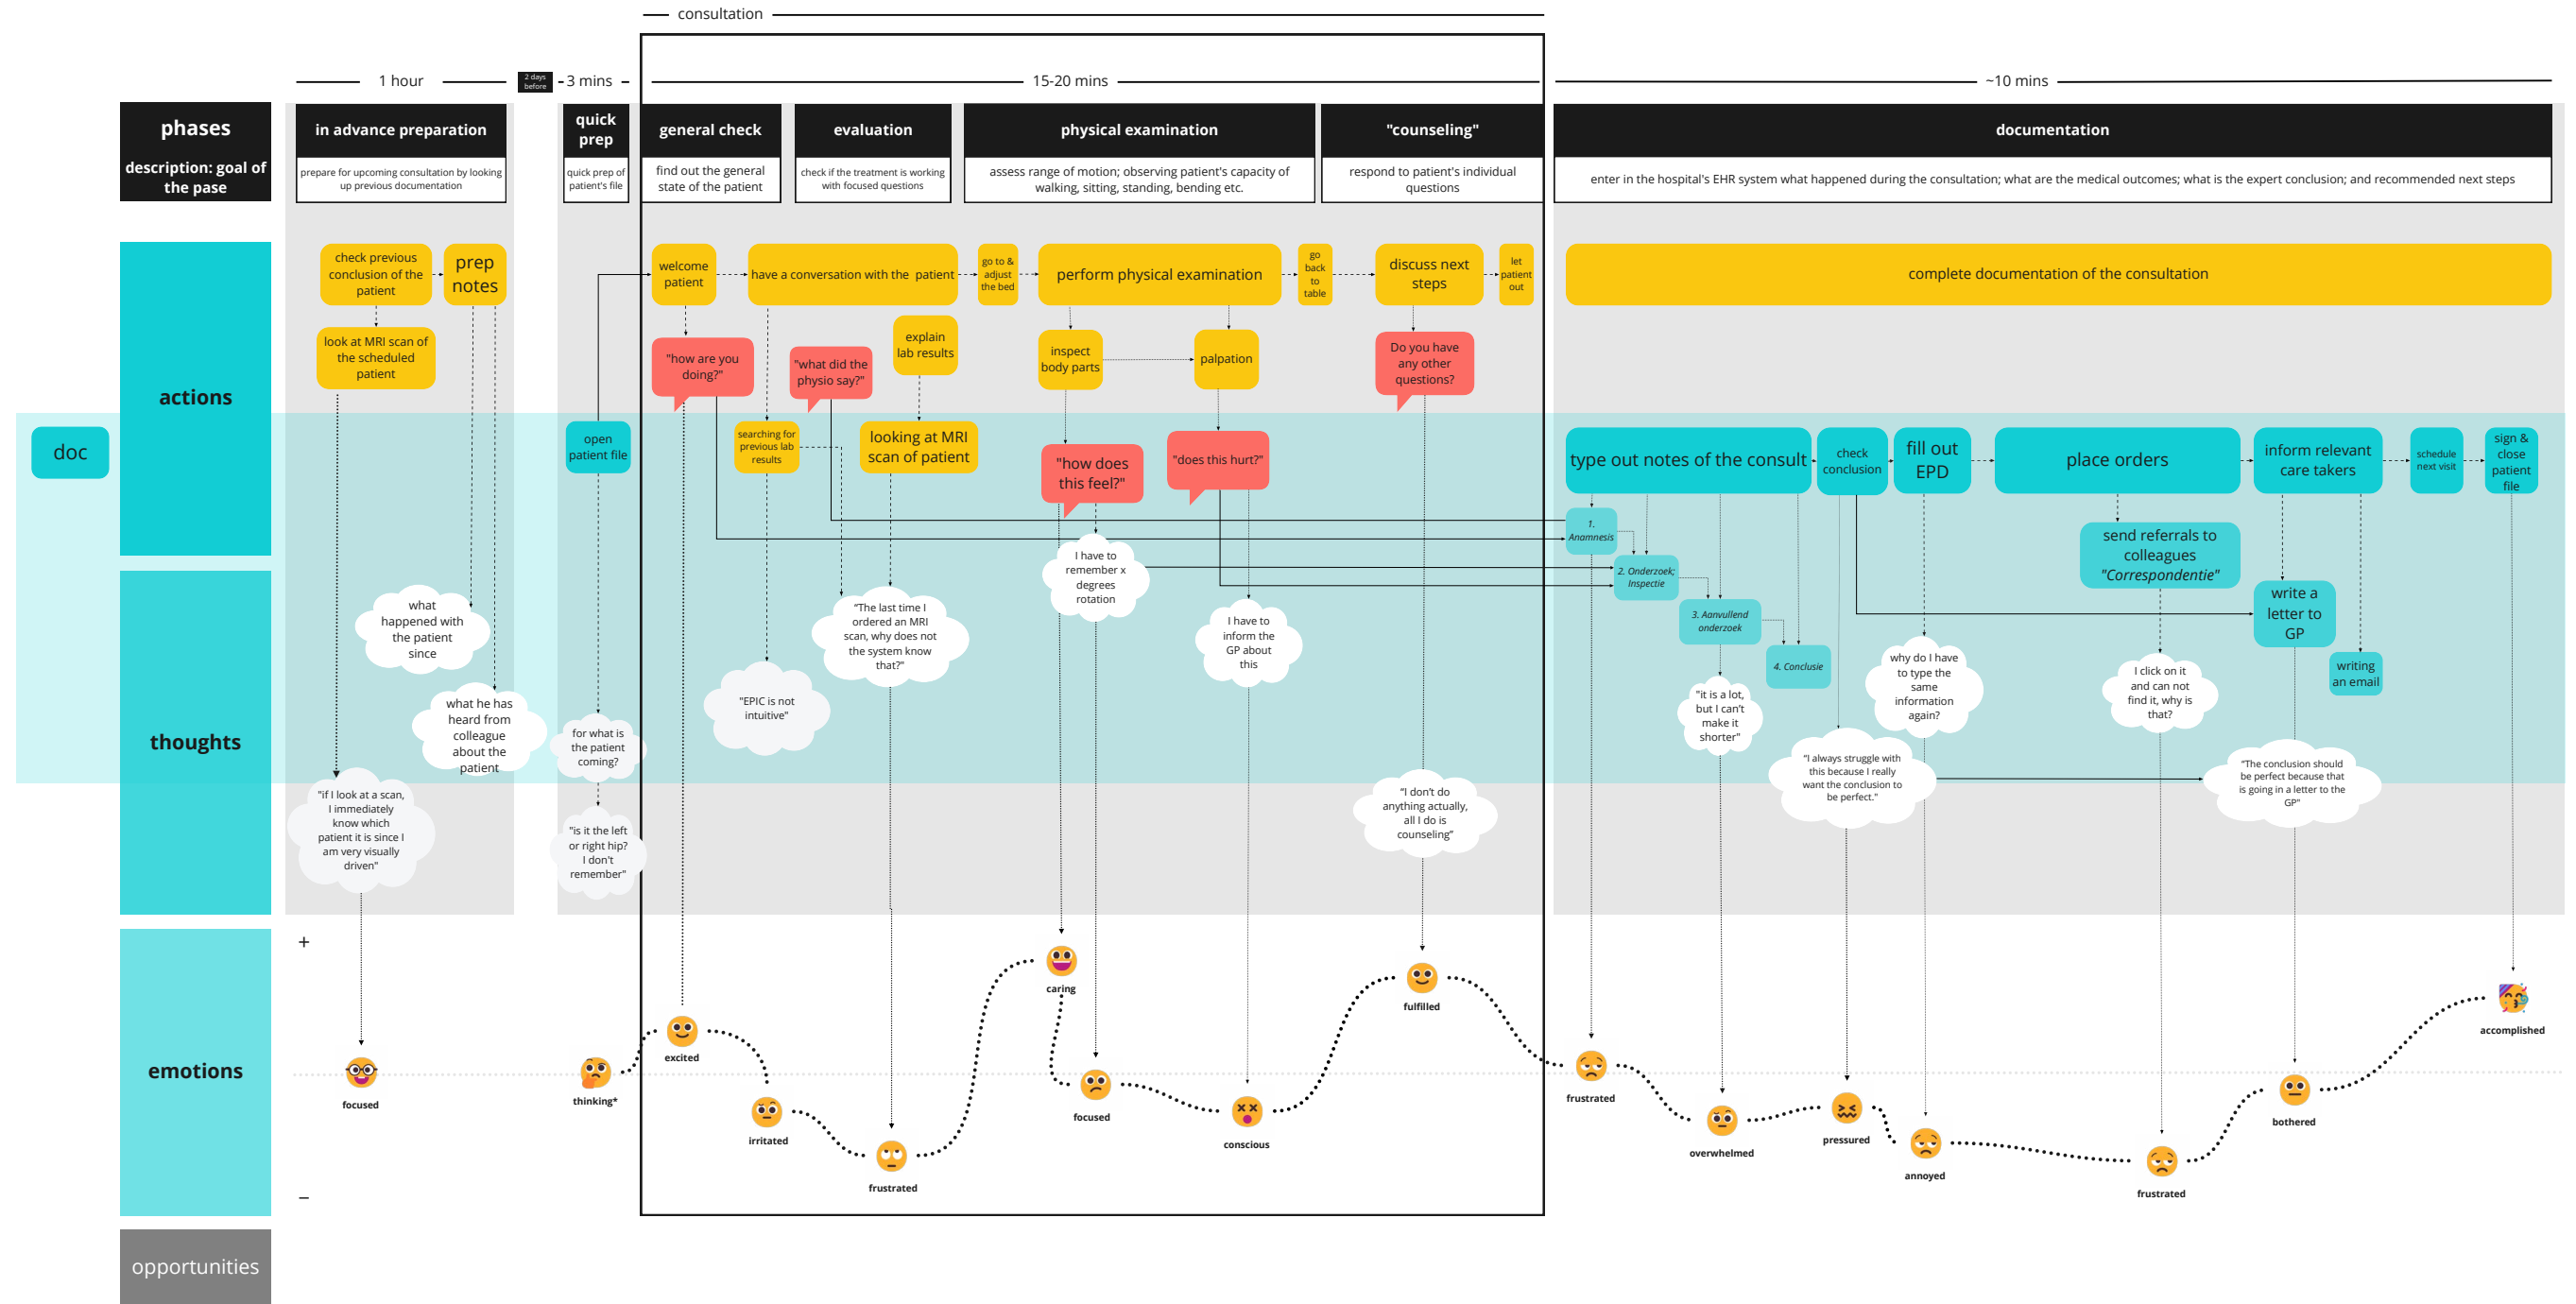 consultation
1 hour
2 days
before
3 mins
15-20 mins
~10 mins
phases
description: goal of
the pase
in advance preparation
prepare for upcoming consultation by looking
up previous documentation
quick
prep
quick prep of
patient's file
general check
find out the general
state of the patient
evaluation
check if the treatment is working
with focused questions
physical examination
assess range of motion; observing patient's capacity of
walking, sitting, standing, bending etc.
"counseling"
respond to patient's individual
questions
documentation
enter in the hospital's EHR system what happened during the consultation; what are the medical outcomes; what is the expert conclusion; and recommended next steps
actions
check previous
conclusion of the
patient
prep
notes
welcome
patient
have a conversation with the patient
go to &
adjust
the bed
perform physical examination
go
back
to
table
discuss next
steps
let
patient
out
complete documentation of the consultation
look at MRI scan of
the scheduled
patient
"how are you
doing?"
"what did the
physio say?"
explain
lab results
inspect
body parts
palpation
Do you have
any other
questions?
doc
open
patient file
searching for
previous lab
results
looking at MRI
scan of patient
"how does
this feel?"
"does this hurt?"
type out notes of the consult
check
conclusion
fill out
EPD
place orders
inform relevant
care takers
schedule
next visit
sign &
close
patient
file
1.
Anamnesis
2. Onderzoek;
Inspectie
3. Aanvullend
onderzoek
4. Conclusie
send referrals to
colleagues
"Correspondentie"
write a
letter to
GP
writing
an email
thoughts
what
happened with
the patient
since
what he has
heard from
colleague
about the
patient
"if I look at a scan,
I immediately
know which
patient it is since I
am very visually
driven"
for what is
the patient
coming?
"is it the left
or right hip?
I don't
remember"
"EPIC is not
intuitive"
"The last time I
ordered an MRI
scan, why does not
the system know
that?"
I have to
remember x
degrees
rotation
I have to
inform the
GP about
this
"I don't do
anything actually,
all I do is
counseling"
"it is a lot,
but I can't
make it
shorter"
"I always struggle with
this because I really
want the conclusion to
be perfect."
why do I have
to type the
same
information
again?
I click on it
and can not
find it, why is
that?
"The conclusion should
be perfect because that
is going in a letter to the
GP"
emotions
+
−
focused
thinking*
excited
irritated
frustrated
caring
focused
conscious
fulfilled
frustrated
overwhelmed
pressured
annoyed
frustrated
bothered
accomplished
opportunities